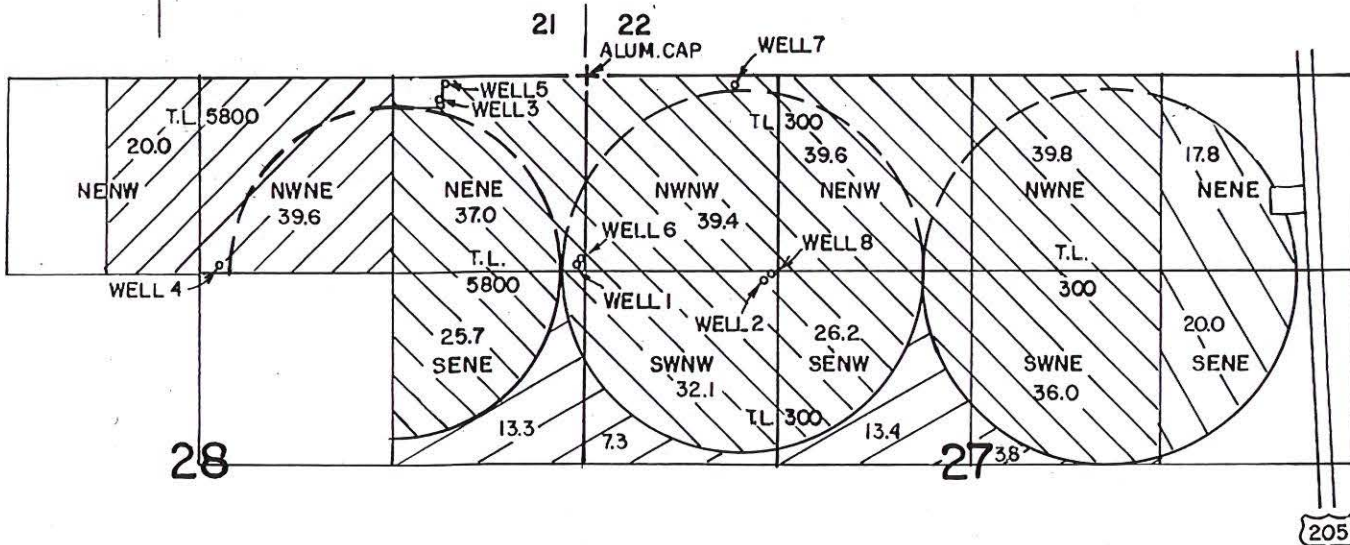 21 22
ALUM. CAP
WELL 7
WELL 5
WELL 3
T.L. 5800
20.0
NENW
NWNE
39.6
NENE
37.0
T.L.
5800
WELL 4
25.7
SENE
13.3
28
T.L. 300
39.6
NWNW
39.4
NENW
WELL 6
WELL 8
WELL 1
WELL 2
26.2
SWNW
32.1
SENW
T.L. 300
7.3
13.4
39.8
NWNE
17.8
NENE
T.L.
300
20.0
SWNE
36.0
SENE
27
3.8
205